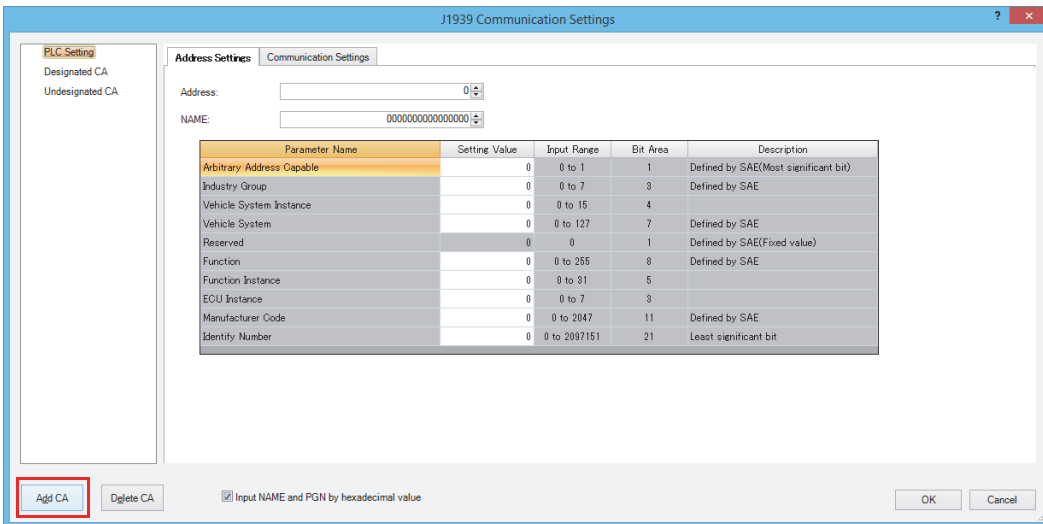 J1939 Communication Settings
? ×
PLC Setting
Designated CA
Undesignated CA
Address Settings Communication Settings
Address: 0
NAME: 0000000000000000
Parameter Name Setting Value Input Range Bit Area Description
Arbitrary Address Capable 0 0 to 1 1 Defined by SAE(Most significant bit)
Industry Group 0 0 to 7 3 Defined by SAE
Vehicle System Instance 0 0 to 15 4
Vehicle System 0 0 to 127 7 Defined by SAE
Reserved 0 0 1 Defined by SAE(Fixed value)
Function 0 0 to 255 8 Defined by SAE
Function Instance 0 0 to 31 5
ECU Instance 0 0 to 7 3
Manufacturer Code 0 0 to 2047 11 Defined by SAE
Identify Number 0 0 to 2097151 21 Least significant bit
Add CA Delete CA Input NAME and PGN by hexadecimal value OK Cancel